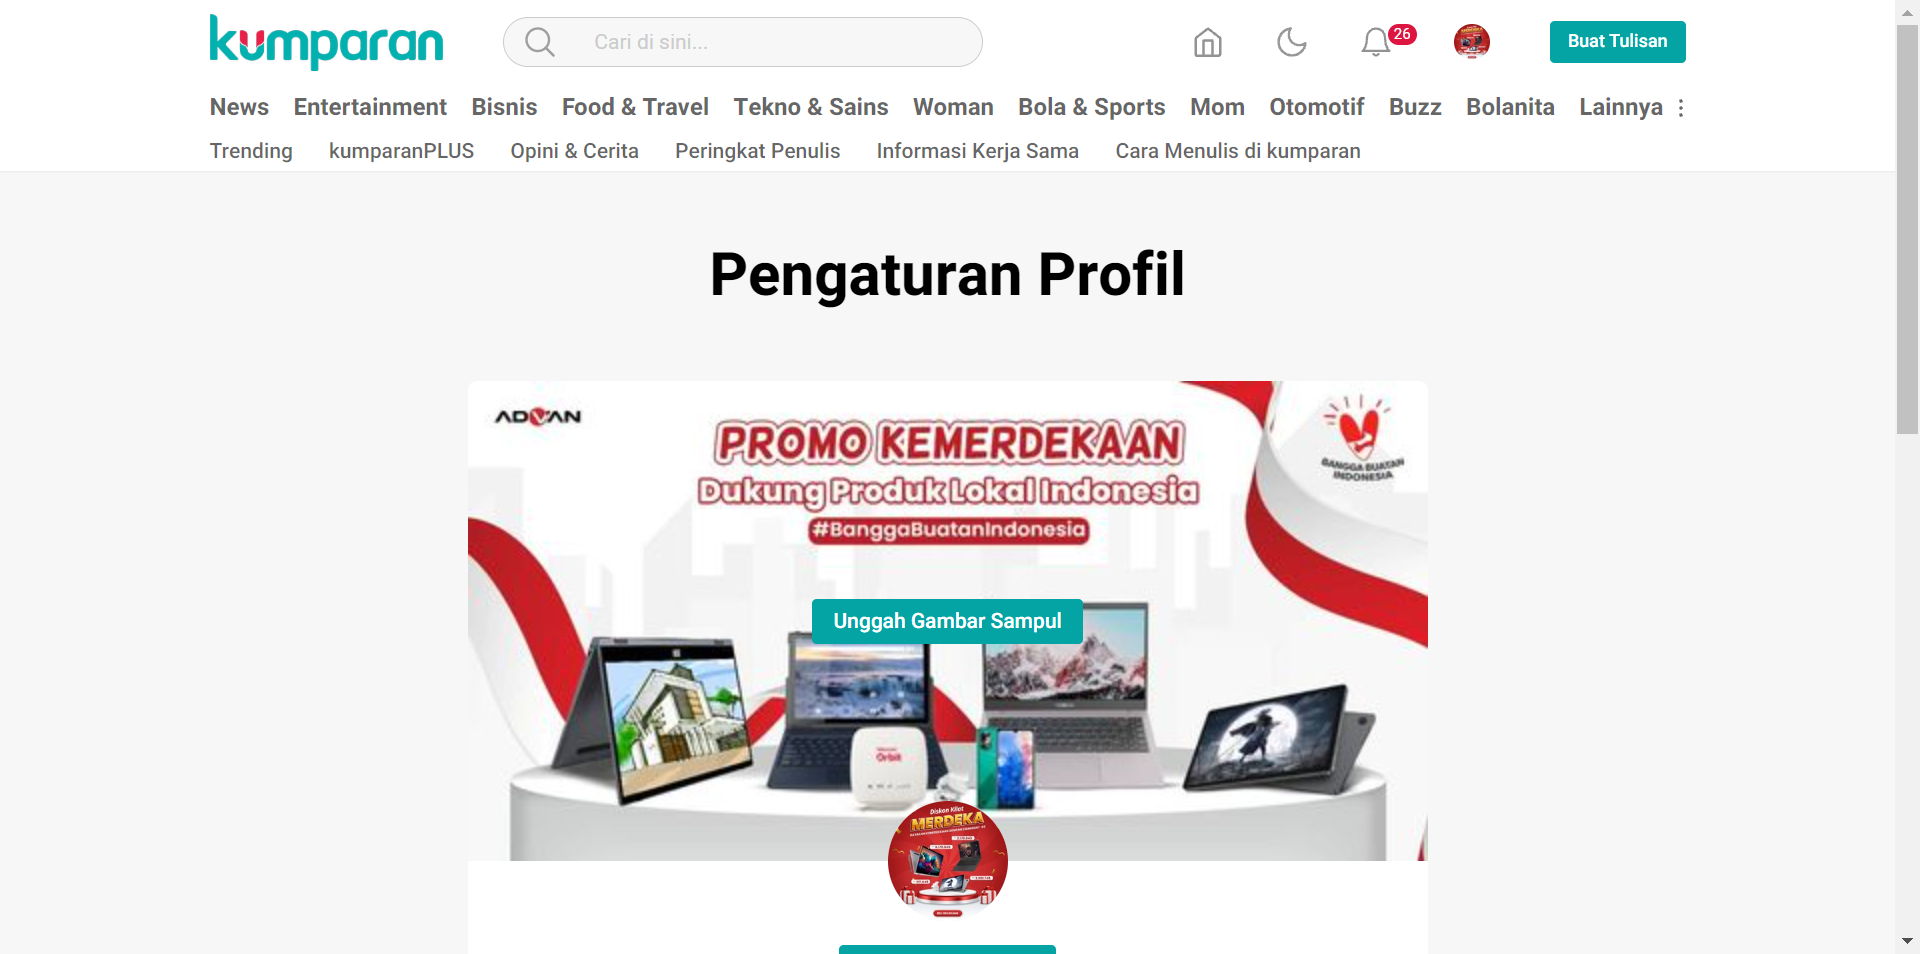 kumparan
Cari di sini...
26
Buat Tulisan
News Entertainment Bisnis Food & Travel Tekno & Sains Woman Bola & Sports Mom Otomotif Buzz Bolanita Lainnya
Trending kumparanPLUS Opini & Cerita Peringkat Penulis Informasi Kerja Sama Cara Menulis di kumparan
Pengaturan Profil
ADVAN
PROMO KEMERDEKAAN
Dukung Produk Lokal Indonesia
#BanggaBuatanIndonesia
BANGGA BUATAN
INDONESIA
Unggah Gambar Sampul
Orbit
Diskon Kilat
MERDEKA